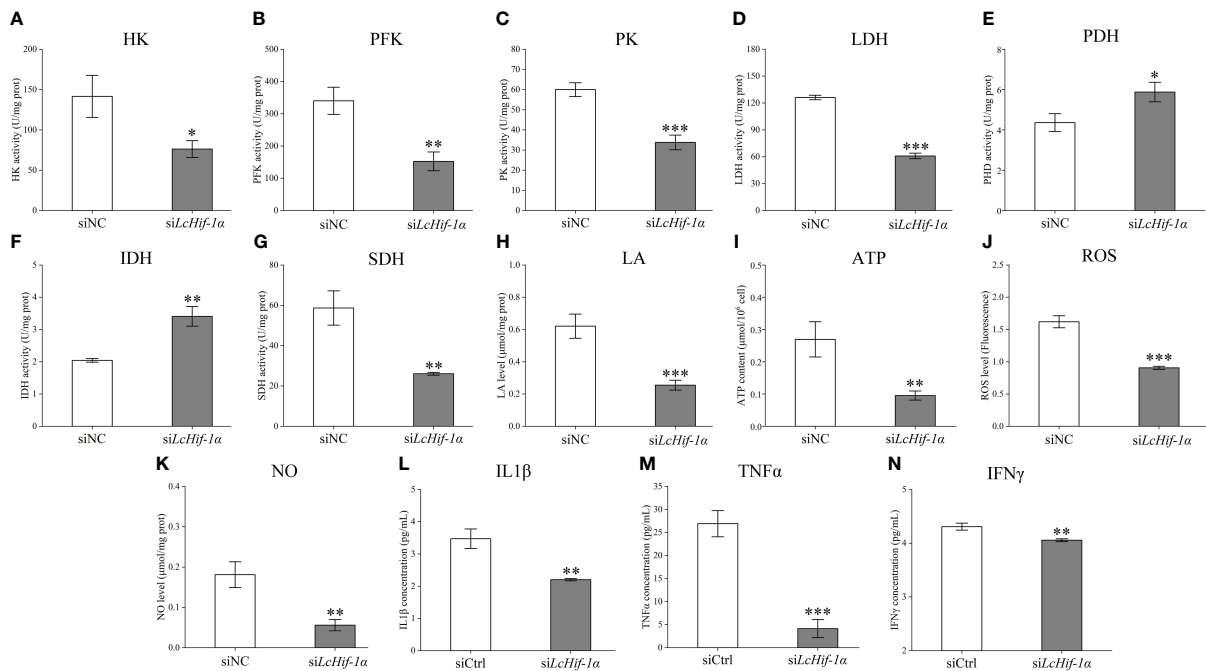 A
HK
HK activity (U/mg prot)
200
150
100
50
0
*
siNC
siLcHif-1α
B
PFK
PFK activity (U/mg prot)
500
400
300
200
100
0
**
siNC
siLcHif-1α
C
PK
PK activity (U/mg prot)
80
70
60
50
40
30
20
10
0
***
siNC
siLcHif-1α
D
LDH
LDH activity (U/mg prot)
180
150
120
90
60
30
0
***
siNC
siLcHif-1α
E
PDH
PHD activity (U/mg prot)
8
6
4
2
0
*
siNC
siLcHif-1α
F
IDH
IDH activity (U/mg prot)
5
4
3
2
1
0
**
siNC
siLcHif-1α
G
SDH
SDH activity (U/mg prot)
80
60
40
20
0
**
siNC
siLcHif-1α
H
LA
LA level (μmol/mg prot)
1.0
0.8
0.6
0.4
0.2
0.0
***
siNC
siLcHif-1α
I
ATP
ATP content (μmol/10⁶ cell)
0.5
0.4
0.3
0.2
0.1
0.0
**
siNC
siLcHif-1α
J
ROS
ROS level (Fluorescence)
2.5
2.0
1.5
1.0
0.5
0.0
***
siNC
siLcHif-1α
K
NO
NO level (μmol/mg prot)
0.4
0.3
0.2
0.1
0.0
**
siNC
siLcHif-1α
L
IL1β
IL1β concentration (pg/mL)
5
4
3
2
1
0
**
siCtrl
siLcHif-1α
M
TNFα
TNFα concentration (pg/mL)
35
30
25
20
15
10
5
0
***
siCtrl
siLcHif-1α
N
IFNγ
IFNγ concentration (pg/mL)
5
4
2
0
**
siCtrl
siLcHif-1α